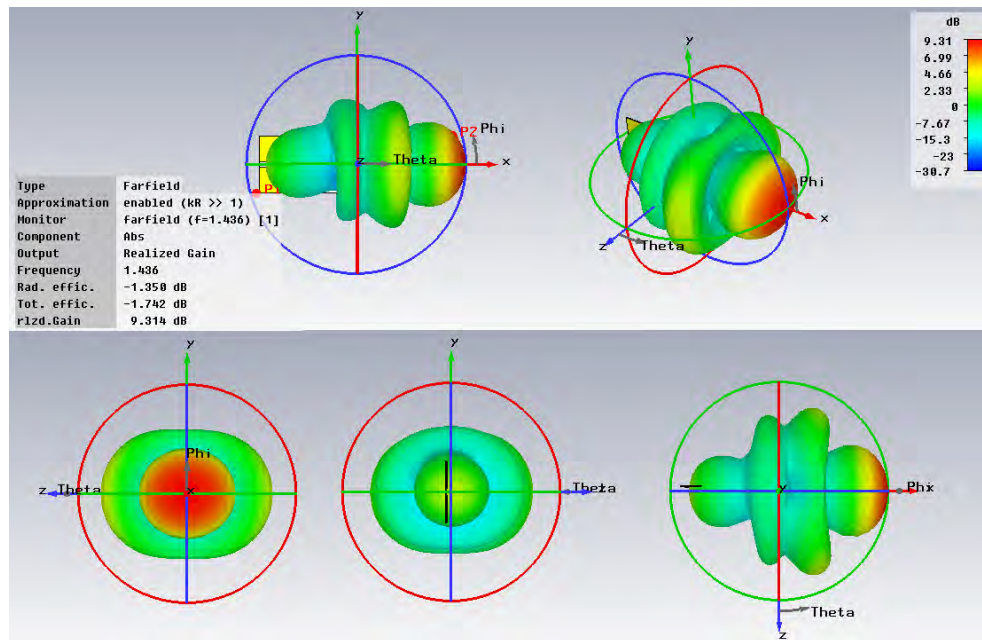 y
Phi
P2
z
Theta
x
P1
y
Phi
x
z
Theta
dB
9.31
6.99
4.66
2.33
0
-7.67
-15.3
-23
-30.7
Type Farfield
Approximation enabled (kR >> 1)
Monitor farfield (f=1.436) [1]
Component Abs
Output Realized Gain
Frequency 1.436
Rad. effic. -1.350 dB
Tot. effic. -1.742 dB
rlzd.Gain 9.314 dB
y
Phi
z Theta x
y
Theta
y Phi x
Theta
z